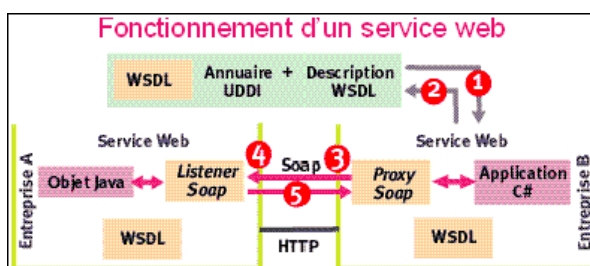 Fonctionnement d'un service web
WSDL
Annuaire + Description
UDDI WSDL
1
2
Service Web
Service Web
4
Soap
3
Entreprise A
Objet Java
Listener
Soap
5
Proxy
Soap
Application
C#
Entreprise B
WSDL
HTTP
WSDL